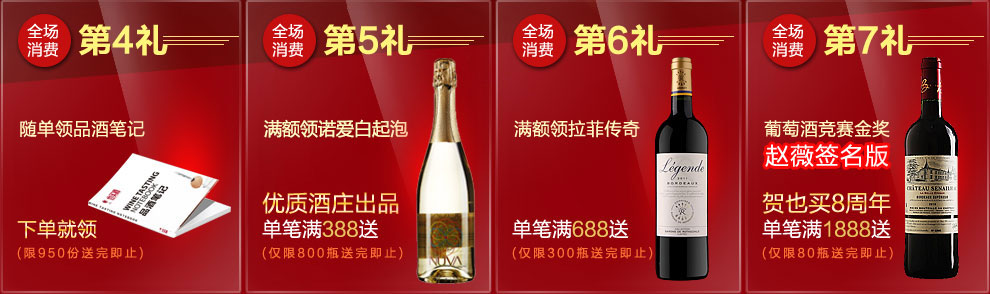 全场
消费
第4礼
随单领品酒笔记
WINE TASTING
NOTEBOOK
品酒笔记
下单就领
(限950份送完即止)
全场
消费
第5礼
满额领诺爱白起泡
优质酒庄出品
单笔满388送
(仅限800瓶送完即止)
NOVA
全场
消费
第6礼
满额领拉菲传奇
单笔满688送
(仅限300瓶送完即止)
Légende
BORDEAUX
全场
消费
第7礼
葡萄酒竞赛金奖
赵薇签名版
贺也买8周年
单笔满1888送
(仅限80瓶送完即止)